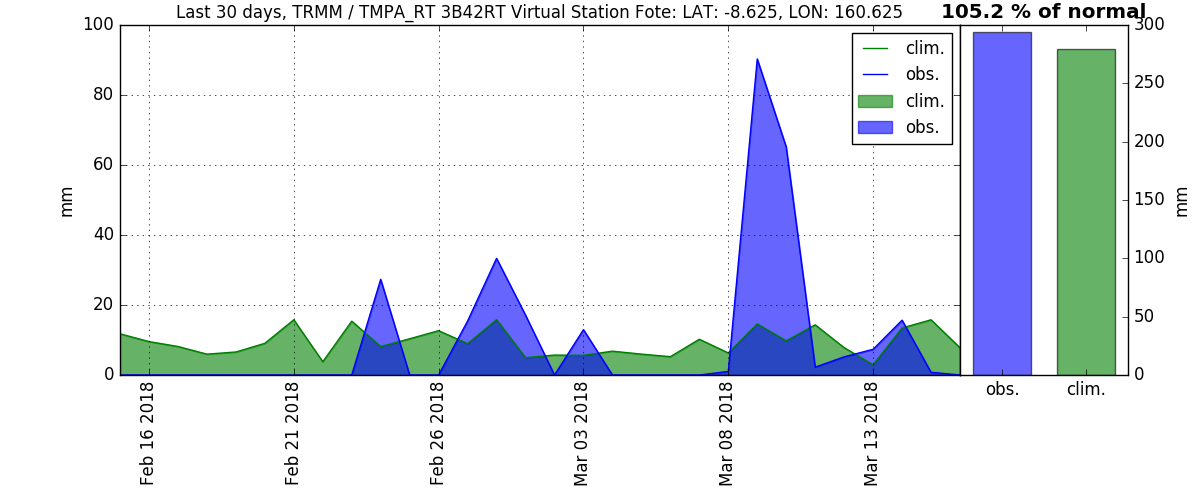 Last 30 days, TRMM / TMPA_RT 3B42RT Virtual Station Fote: LAT: -8.625, LON: 160.625
105.2 % of normal
100
80
60
40
20
0
mm
clim.
obs.
clim.
obs.
Feb 16 2018
Feb 21 2018
Feb 26 2018
Mar 03 2018
Mar 08 2018
Mar 13 2018
300
250
200
150
100
50
0
mm
obs.
clim.